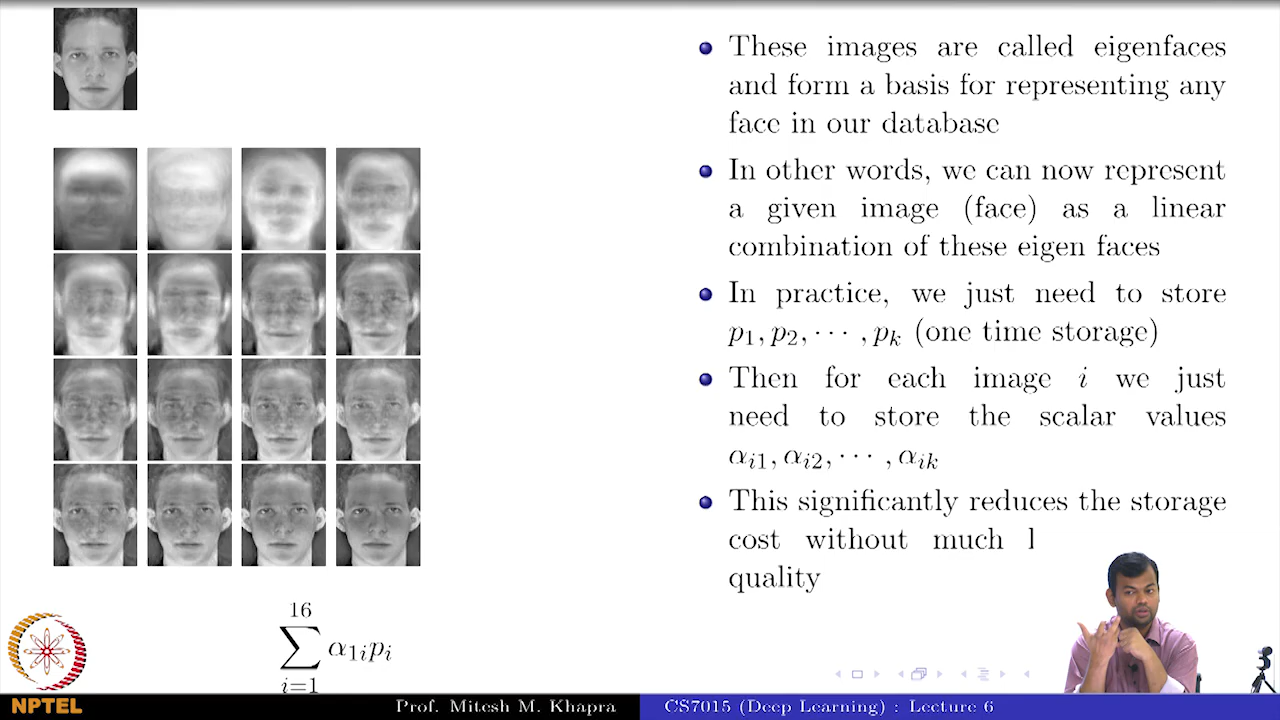 These images are called eigenfaces
and form a basis for representing any
face in our database
In other words, we can now represent
a given image (face) as a linear
combination of these eigen faces
In practice, we just need to store
p₁, p₂, ⋯ , pₖ (one time storage)
Then for each image i we just
need to store the scalar values
αᵢ₁, αᵢ₂, ⋯ , αᵢₖ
This significantly reduces the storage
cost without much l
quality
16
∑ α₁ᵢpᵢ
i=1
NPTEL
Prof. Mitesh M. Khapra
CS7015 (Deep Learning) : Lecture 6